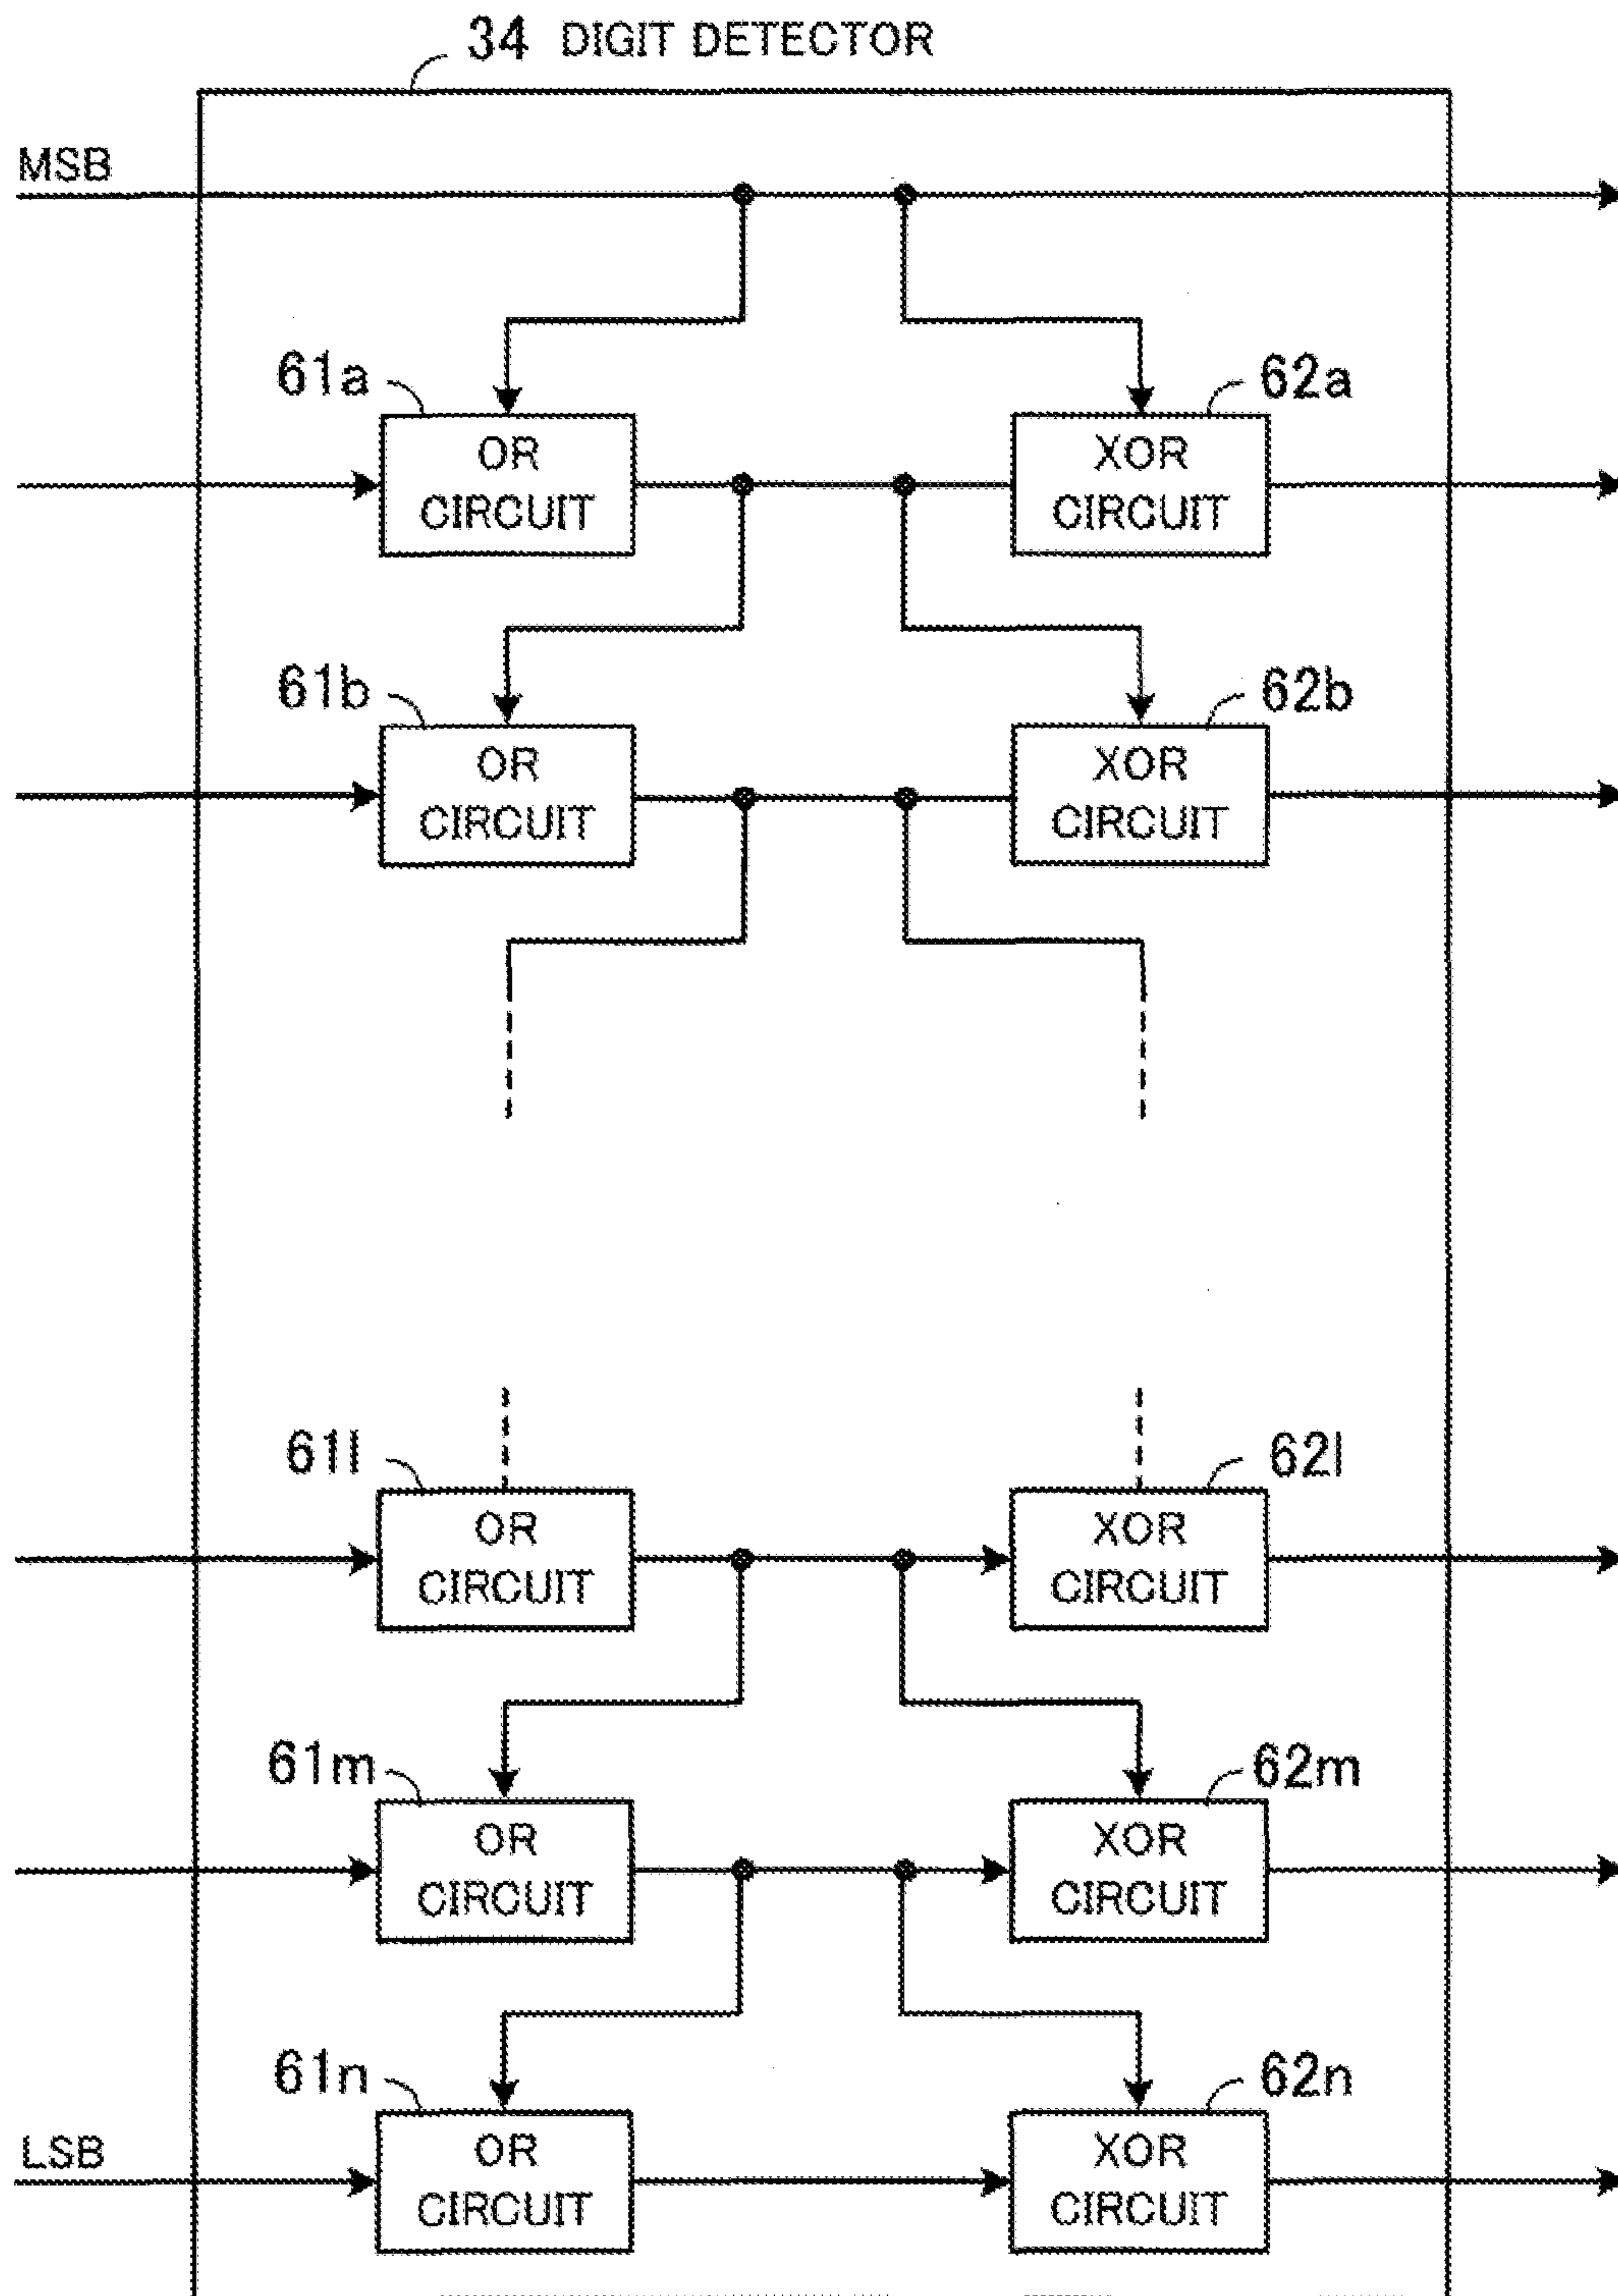 34 DIGIT DETECTOR
MSB
61a
62a
OR
CIRCUIT
XOR
CIRCUIT
61b
62b
OR
CIRCUIT
XOR
CIRCUIT
61l
62l
OR
CIRCUIT
XOR
CIRCUIT
61m
62m
OR
CIRCUIT
XOR
CIRCUIT
61n
62n
LSB
OR
CIRCUIT
XOR
CIRCUIT